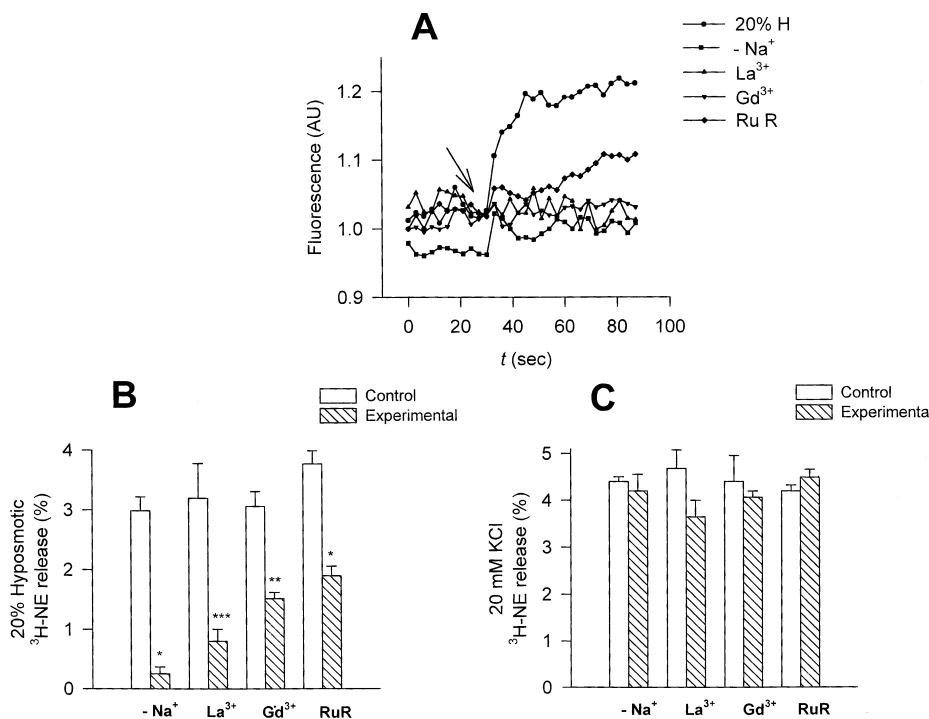 A
20% H
- Na⁺
La³⁺
Gd³⁺
Ru R
Fluorescence (AU)
1.2
1.1
1.0
0.9
0 20 40 60 80 100
t (sec)
B
Control
Experimental
20% Hyposmotic
³H-NE release (%)
4
3
2
1
0
* *** ** *
- Na⁺ La³⁺ Gd³⁺ RuR
C
Control
Experimenta
20 mM KCl
³H-NE release (%)
5
4
3
2
1
0
- Na⁺ La³⁺ Gd³⁺ RuR